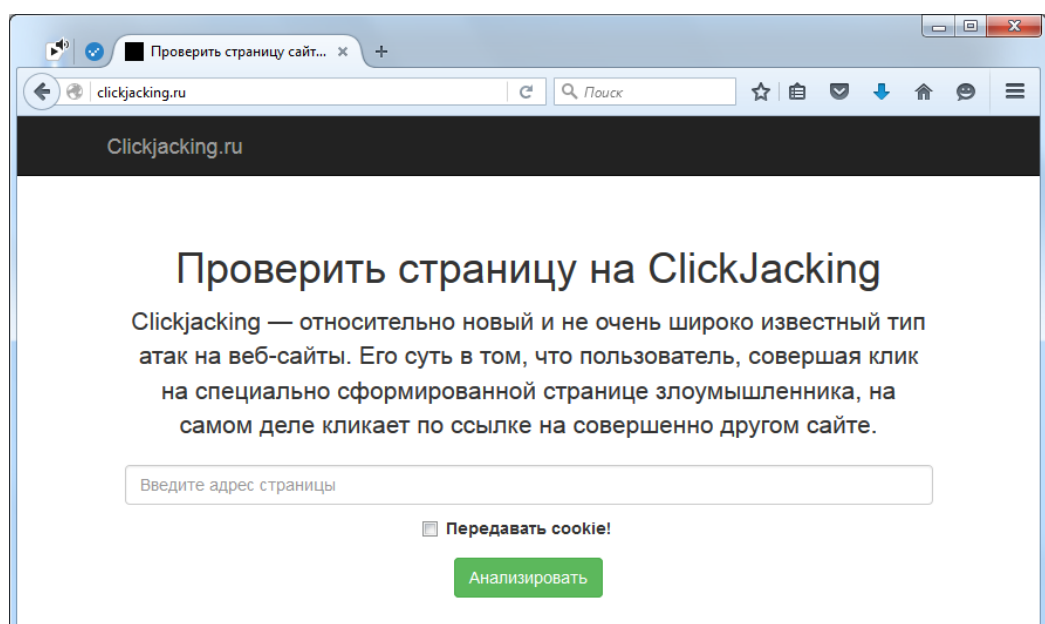 Проверить страницу сайт...
clickjacking.ru
Поиск
Clickjacking.ru
Проверить страницу на ClickJacking
Clickjacking — относительно новый и не очень широко известный тип
атак на веб-сайты. Его суть в том, что пользователь, совершая клик
на специально сформированной странице злоумышленника, на
самом деле кликает по ссылке на совершенно другом сайте.
Введите адрес страницы
Передавать cookie!
Анализировать